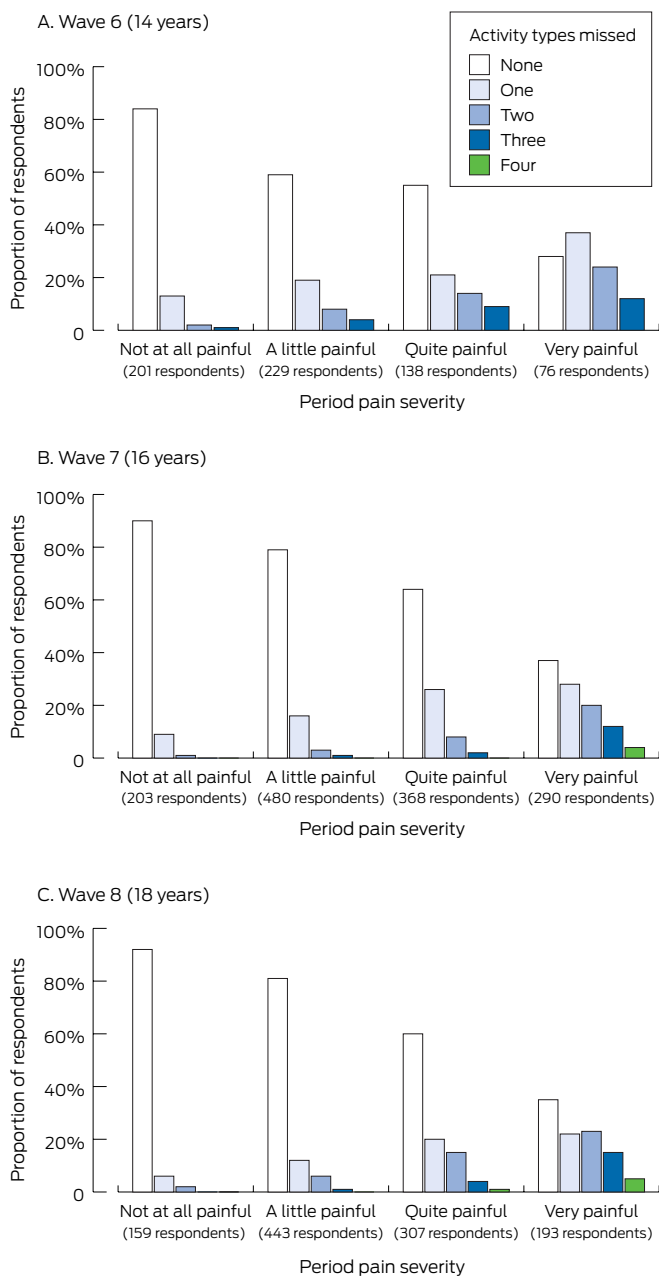 A. Wave 6 (14 years)
Activity types missed
None
One
Two
Three
Four
Proportion of respondents
100%
80%
60%
40%
20%
0
Not at all painful
(201 respondents)
A little painful
(229 respondents)
Quite painful
(138 respondents)
Very painful
(76 respondents)
Period pain severity
B. Wave 7 (16 years)
Proportion of respondents
100%
80%
60%
40%
20%
0
Not at all painful
(203 respondents)
A little painful
(480 respondents)
Quite painful
(368 respondents)
Very painful
(290 respondents)
Period pain severity
C. Wave 8 (18 years)
Proportion of respondents
100%
80%
60%
40%
20%
0
Not at all painful
(159 respondents)
A little painful
(443 respondents)
Quite painful
(307 respondents)
Very painful
(193 respondents)
Period pain severity